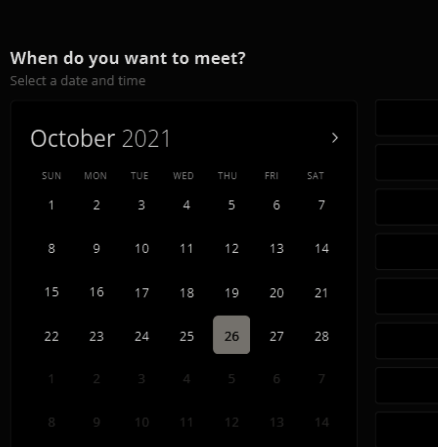 When do you want to meet?
Select a date and time
October 2021
SUN MON TUE WED THU FRI SAT
1 2 3 4 5 6 7
8 9 10 11 12 13 14
15 16 17 18 19 20 21
22 23 24 25 26 27 28
1 2 3 4 5 6 7
8 9 10 11 12 13 14